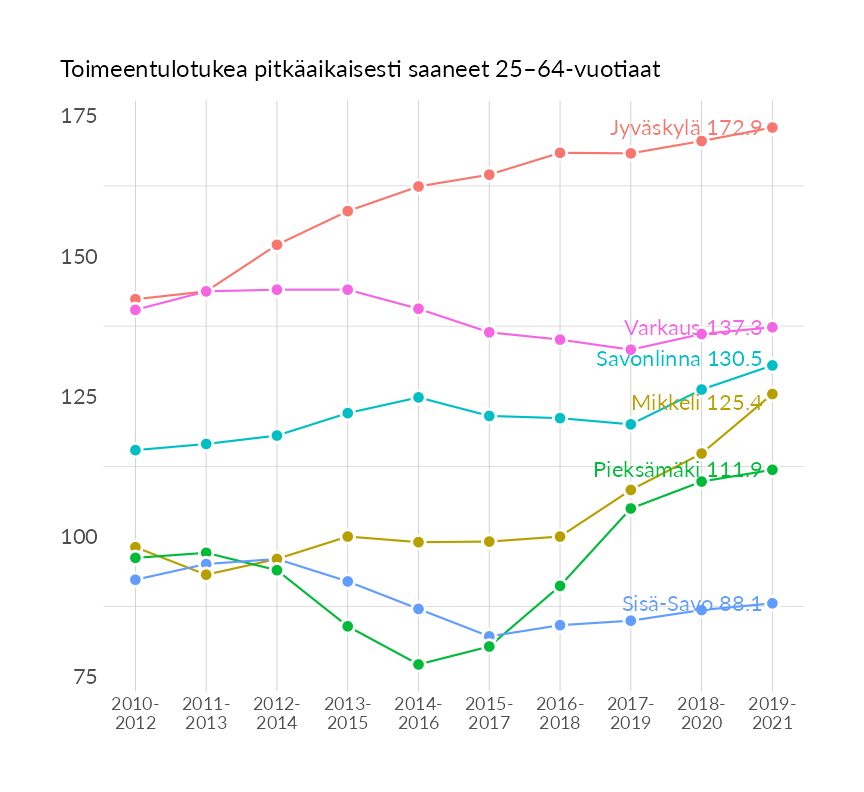 Toimeentulotukea pitkäaikaisesti saaneet 25–64-vuotiaat
175
Jyväskylä 172.9
150
Varkaus 137.3
Savonlinna 130.5
125
Mikkeli 125.4
Pieksämäki 111.9
100
Sisä-Savo 88.1
75
2010- 2011- 2012- 2013- 2014- 2015- 2016- 2017- 2018- 2019-
2012 2013 2014 2015 2016 2017 2018 2019 2020 2021